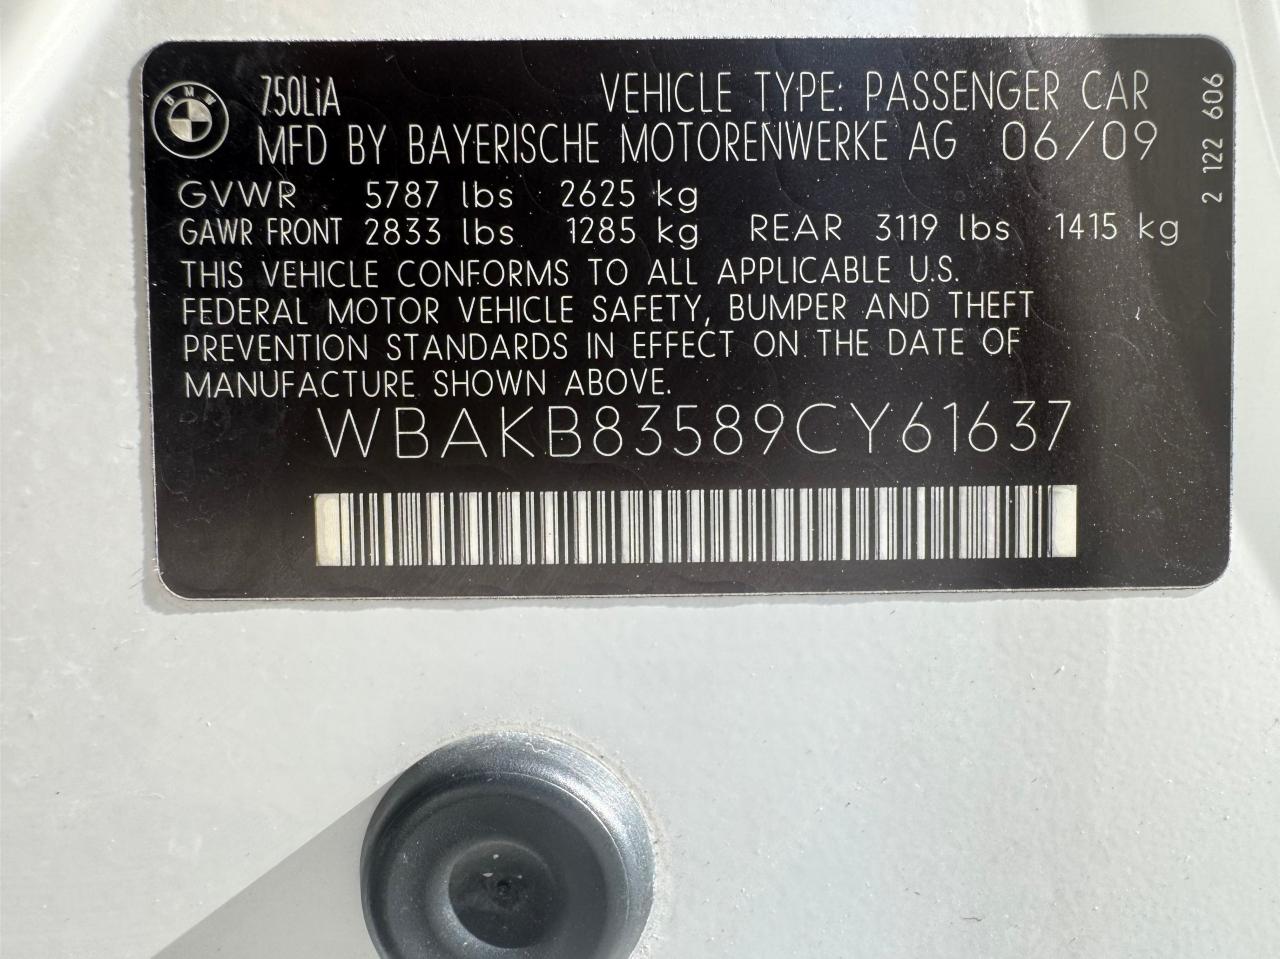 BMW
750LiA VEHICLE TYPE: PASSENGER CAR
MFD BY BAYERISCHE MOTORENWERKE AG 06/09
GVWR 5787 lbs 2625 kg
GAWR FRONT 2833 lbs 1285 kg REAR 3119 lbs 1415 kg
THIS VEHICLE CONFORMS TO ALL APPLICABLE U.S.
FEDERAL MOTOR VEHICLE SAFETY, BUMPER AND THEFT
PREVENTION STANDARDS IN EFFECT ON THE DATE OF
MANUFACTURE SHOWN ABOVE.
WBAKB83589CY61637
2 122 606